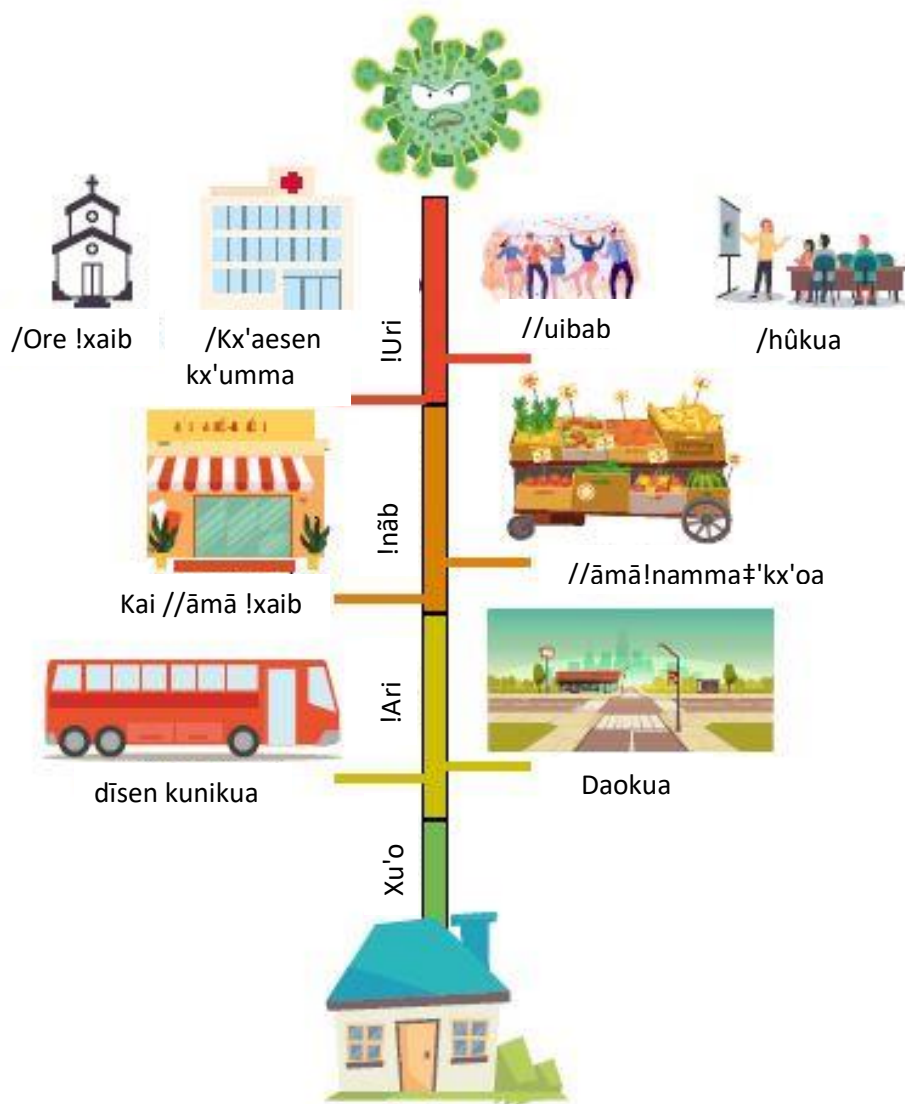 /Ore !xaib
/Kx'aesen
kx'umma
!Uri
//uibab
/hûkua
Kai //āmā !xaib
!nãb
//āmā!namma‡'kx'oa
dīsen kunikua
!Ari
Daokua
Xu'o